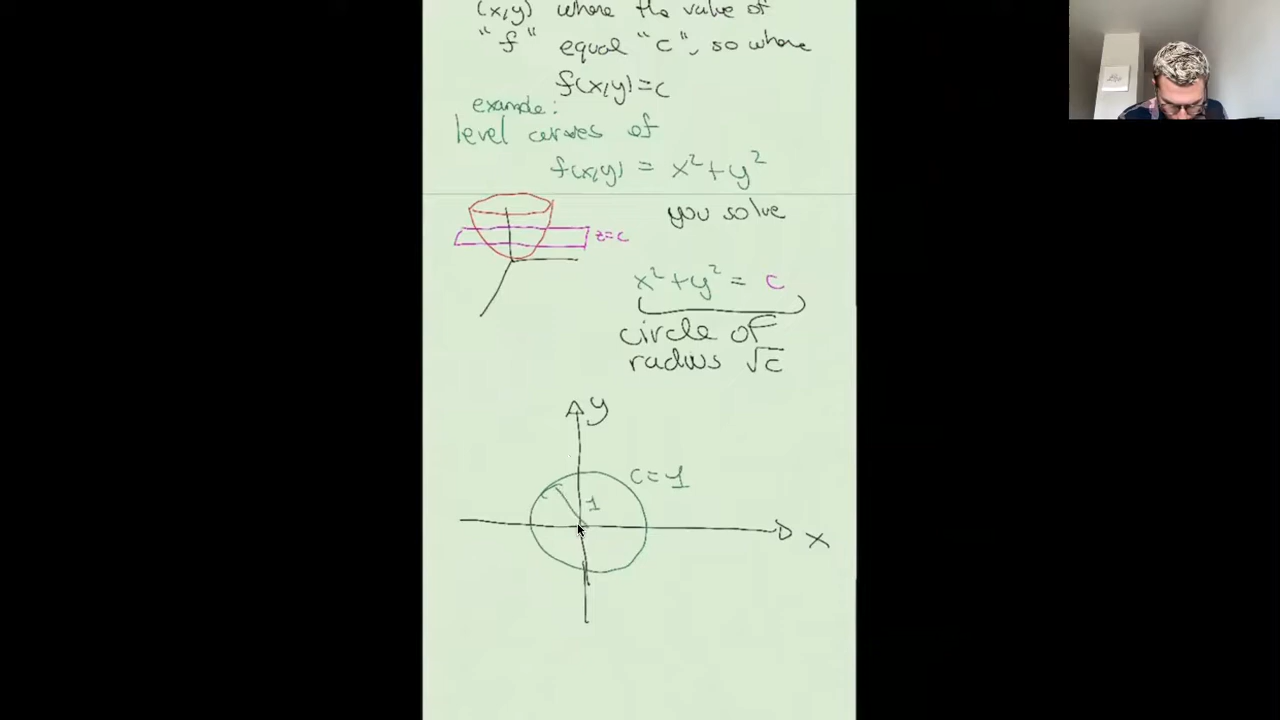 (x,y) where the value of
"f" equal "c", so where
f(x,y)=c
example:
level curves of
f(x,y) = x²+y²
you solve
z=c
x²+y² = c
circle of
radius √c
y
c=1
1
x